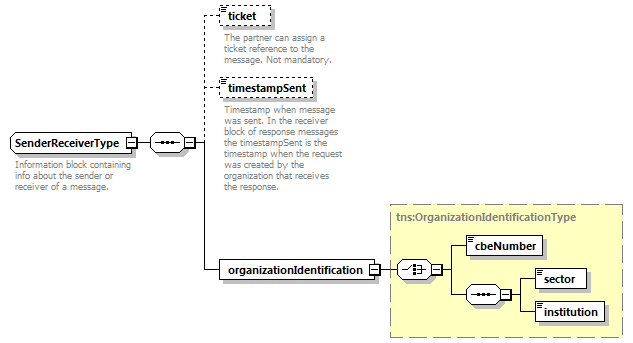 ticket
The partner can assign a
ticket reference to the
message. Not mandatory.
timestampSent
Timestamp when message
was sent. In the receiver
block of response messages
the timestampSent is the
timestamp when the request
was created by the
organization that receives
the response.
SenderReceiverType
Information block containing
info about the sender or
receiver of a message.
tns:OrganizationIdentificationType
cbeNumber
organizationIdentification
sector
institution